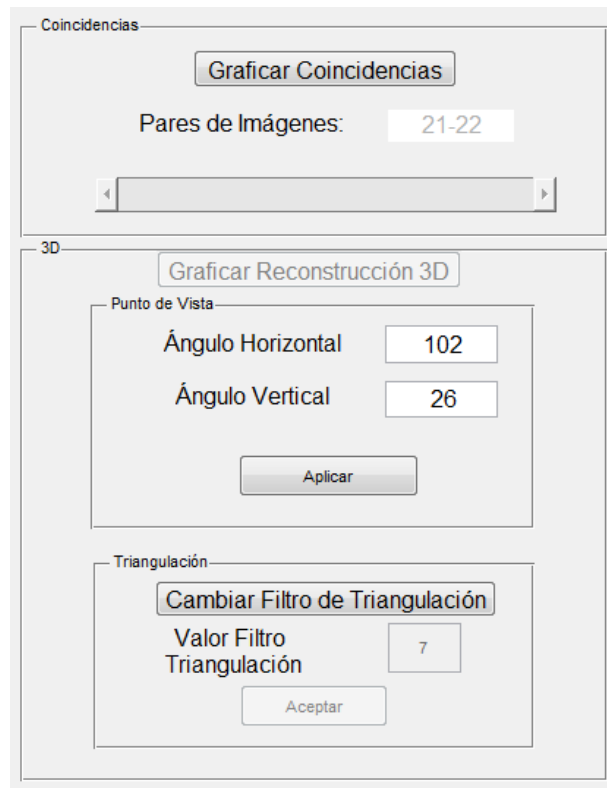 Coincidencias
Graficar Coincidencias
Pares de Imágenes: 21-22
3D
Graficar Reconstrucción 3D
Punto de Vista
Ángulo Horizontal 102
Ángulo Vertical 26
Aplicar
Triangulación
Cambiar Filtro de Triangulación
Valor Filtro
Triangulación 7
Aceptar